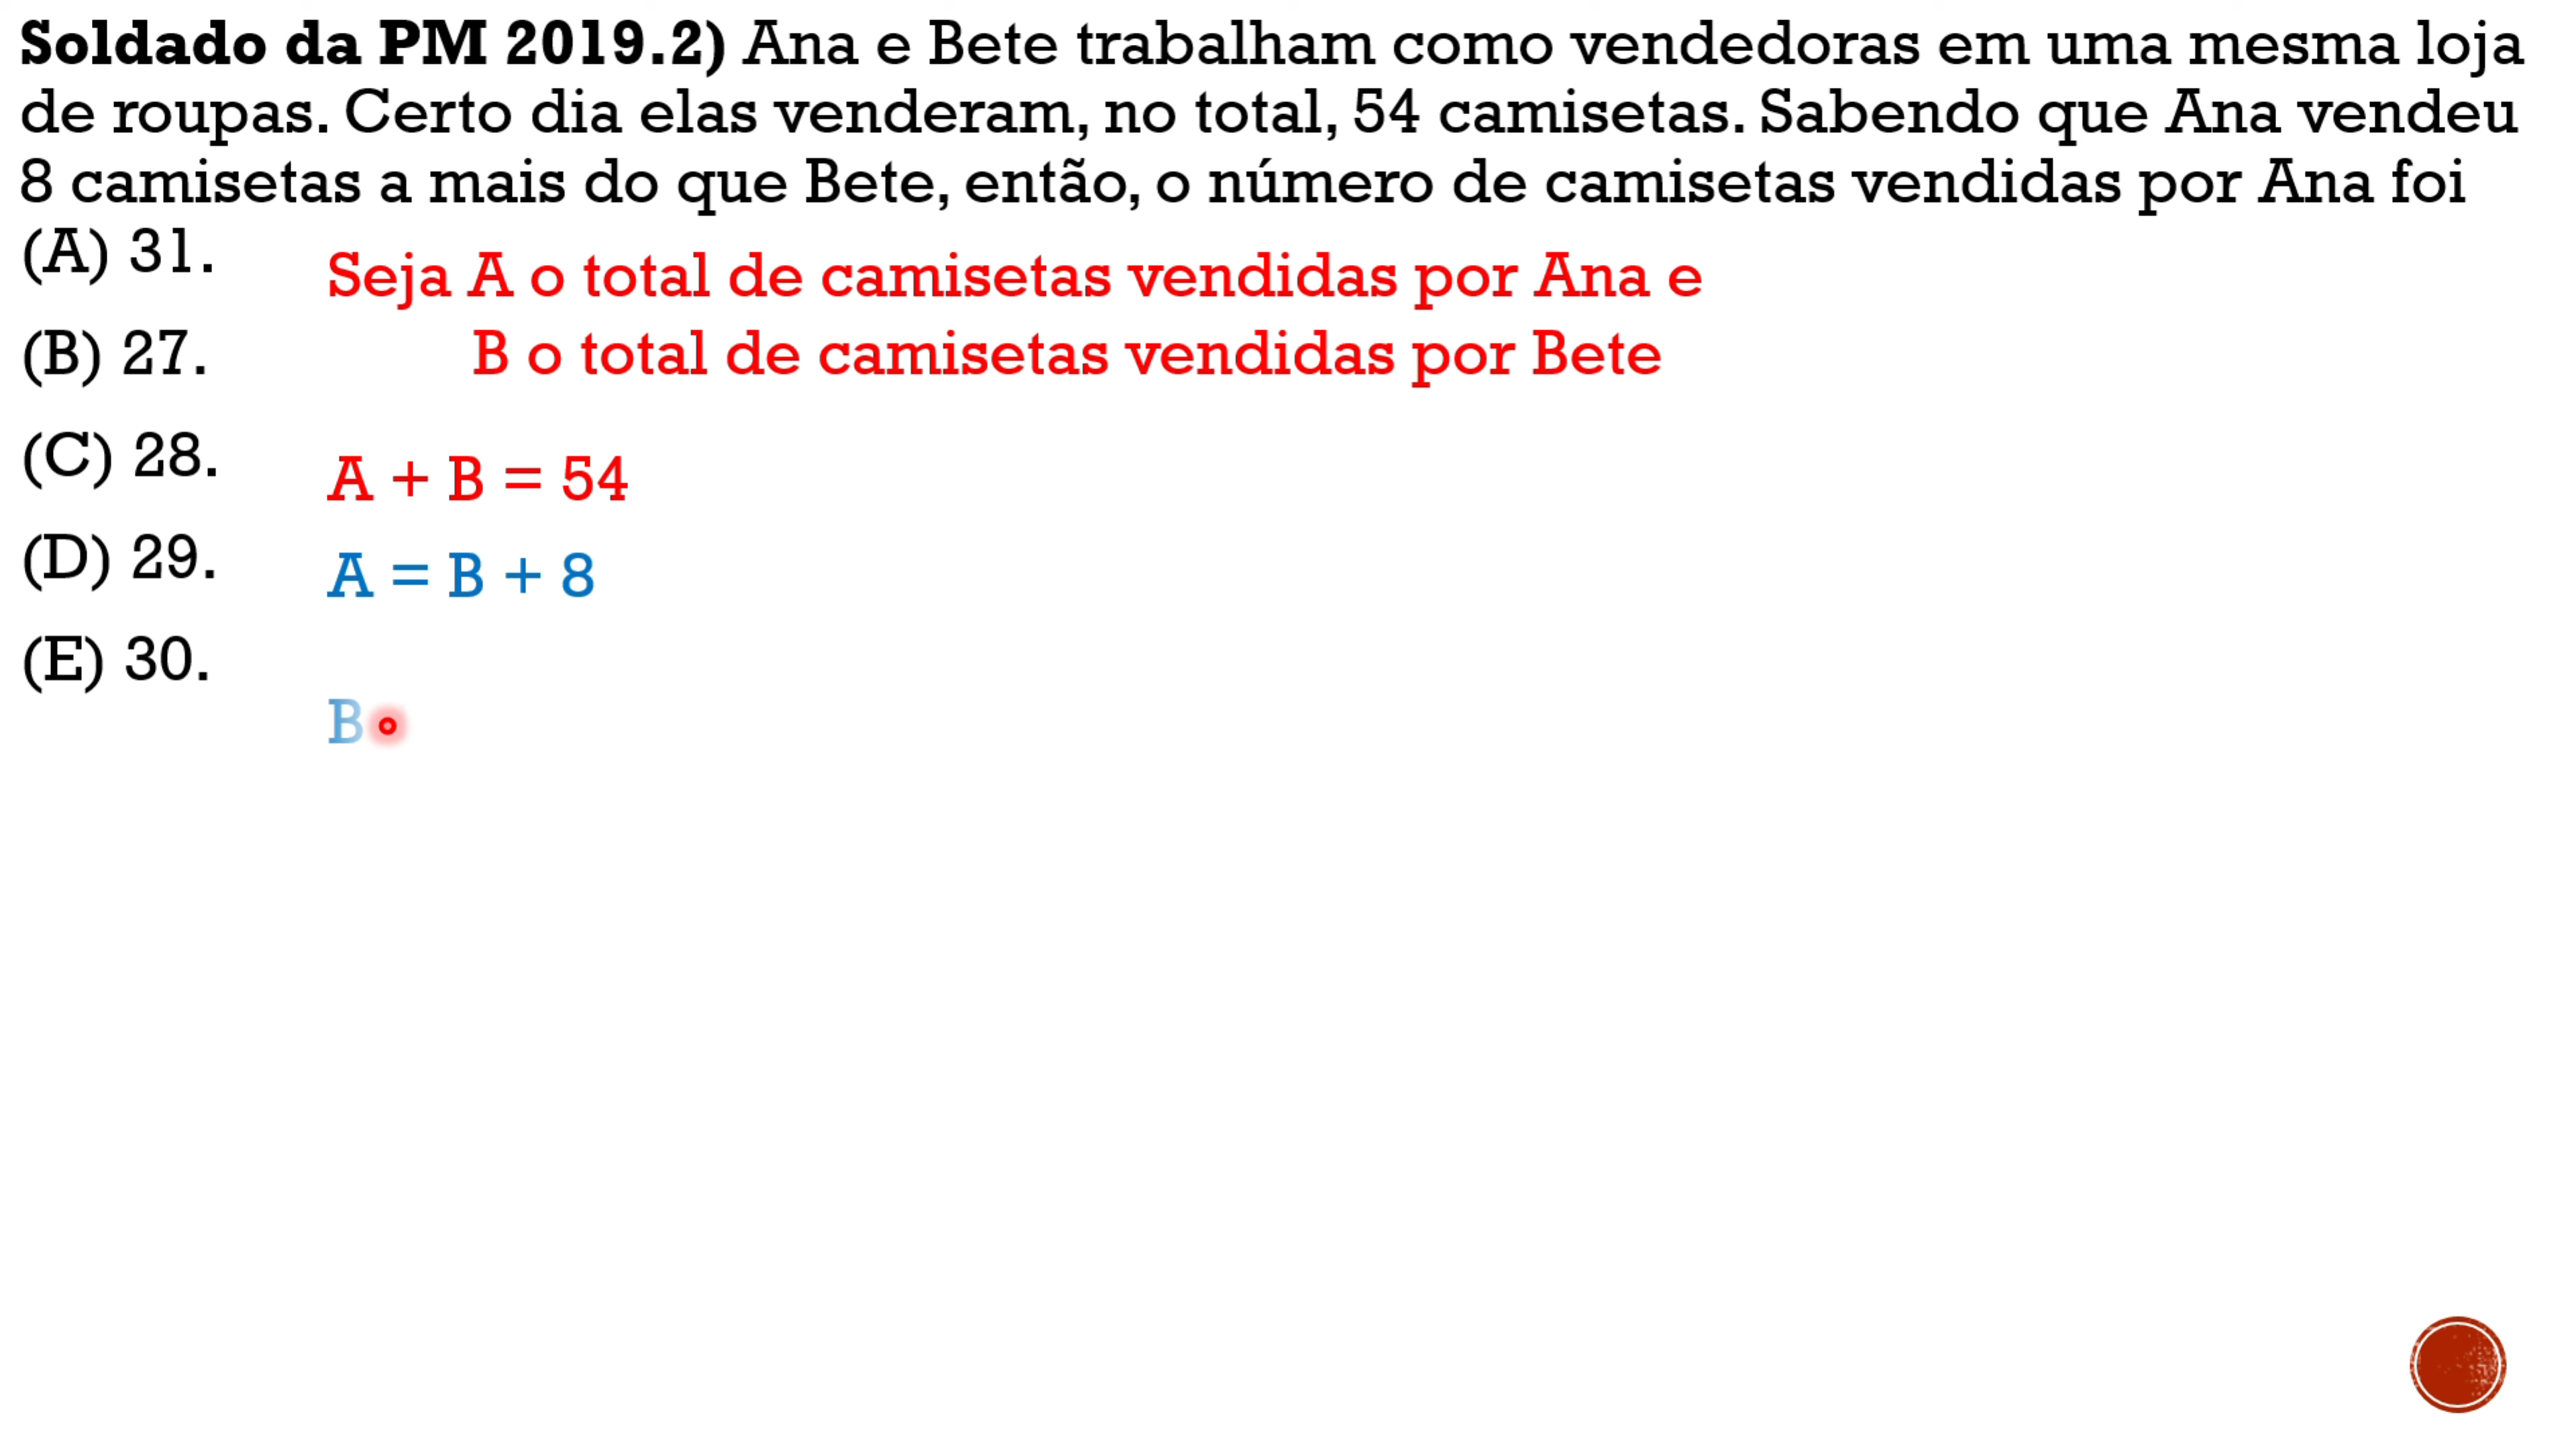 Soldado da PM 2019.2) Ana e Bete trabalham como vendedoras em uma mesma loja
de roupas. Certo dia elas venderam, no total, 54 camisetas. Sabendo que Ana vendeu
8 camisetas a mais do que Bete, então, o número de camisetas vendidas por Ana foi
(A) 31.
Seja A o total de camisetas vendidas por Ana e
(B) 27.
B o total de camisetas vendidas por Bete
(C) 28.
A + B = 54
(D) 29.
A = B + 8
(E) 30.
B